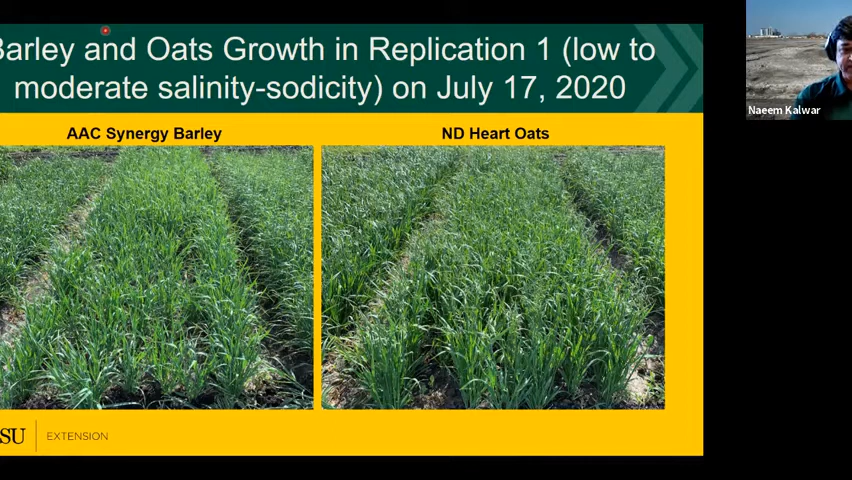 Barley and Oats Growth in Replication 1 (low to
moderate salinity-sodicity) on July 17, 2020
AAC Synergy Barley
ND Heart Oats
SU
EXTENSION
Naeem Kalwar